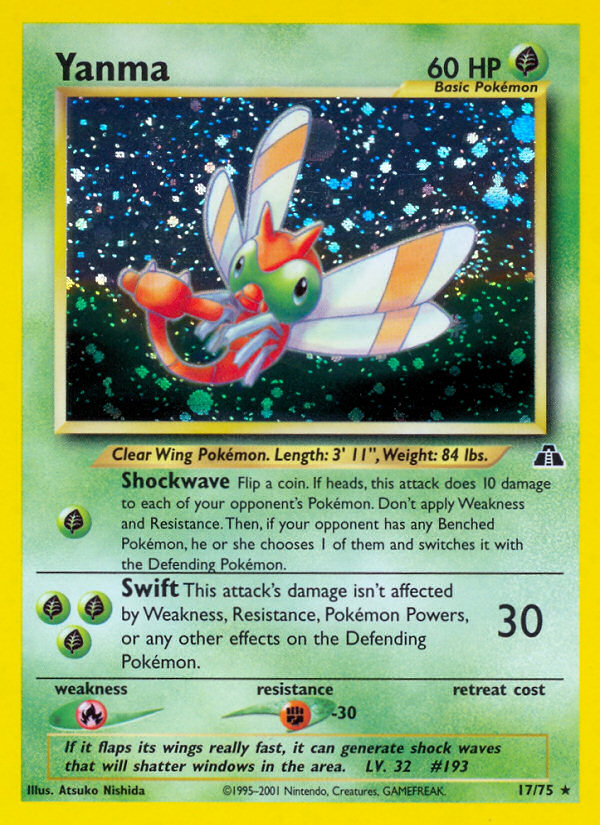 Yanma
60 HP
Basic Pokémon
Clear Wing Pokémon. Length: 3' 11", Weight: 84 lbs.
Shockwave Flip a coin. If heads, this attack does 10 damage
to each of your opponent's Pokémon. Don't apply Weakness
and Resistance. Then, if your opponent has any Benched
Pokémon, he or she chooses 1 of them and switches it with
the Defending Pokémon.
Swift This attack's damage isn't affected
by Weakness, Resistance, Pokémon Powers,
or any other effects on the Defending
Pokémon.
30
weakness
resistance
retreat cost
-30
If it flaps its wings really fast, it can generate shock waves
that will shatter windows in the area. LV. 32 #193
Illus. Atsuko Nishida
©1995-2001 Nintendo, Creatures, GAMEFREAK.
17/75 ★